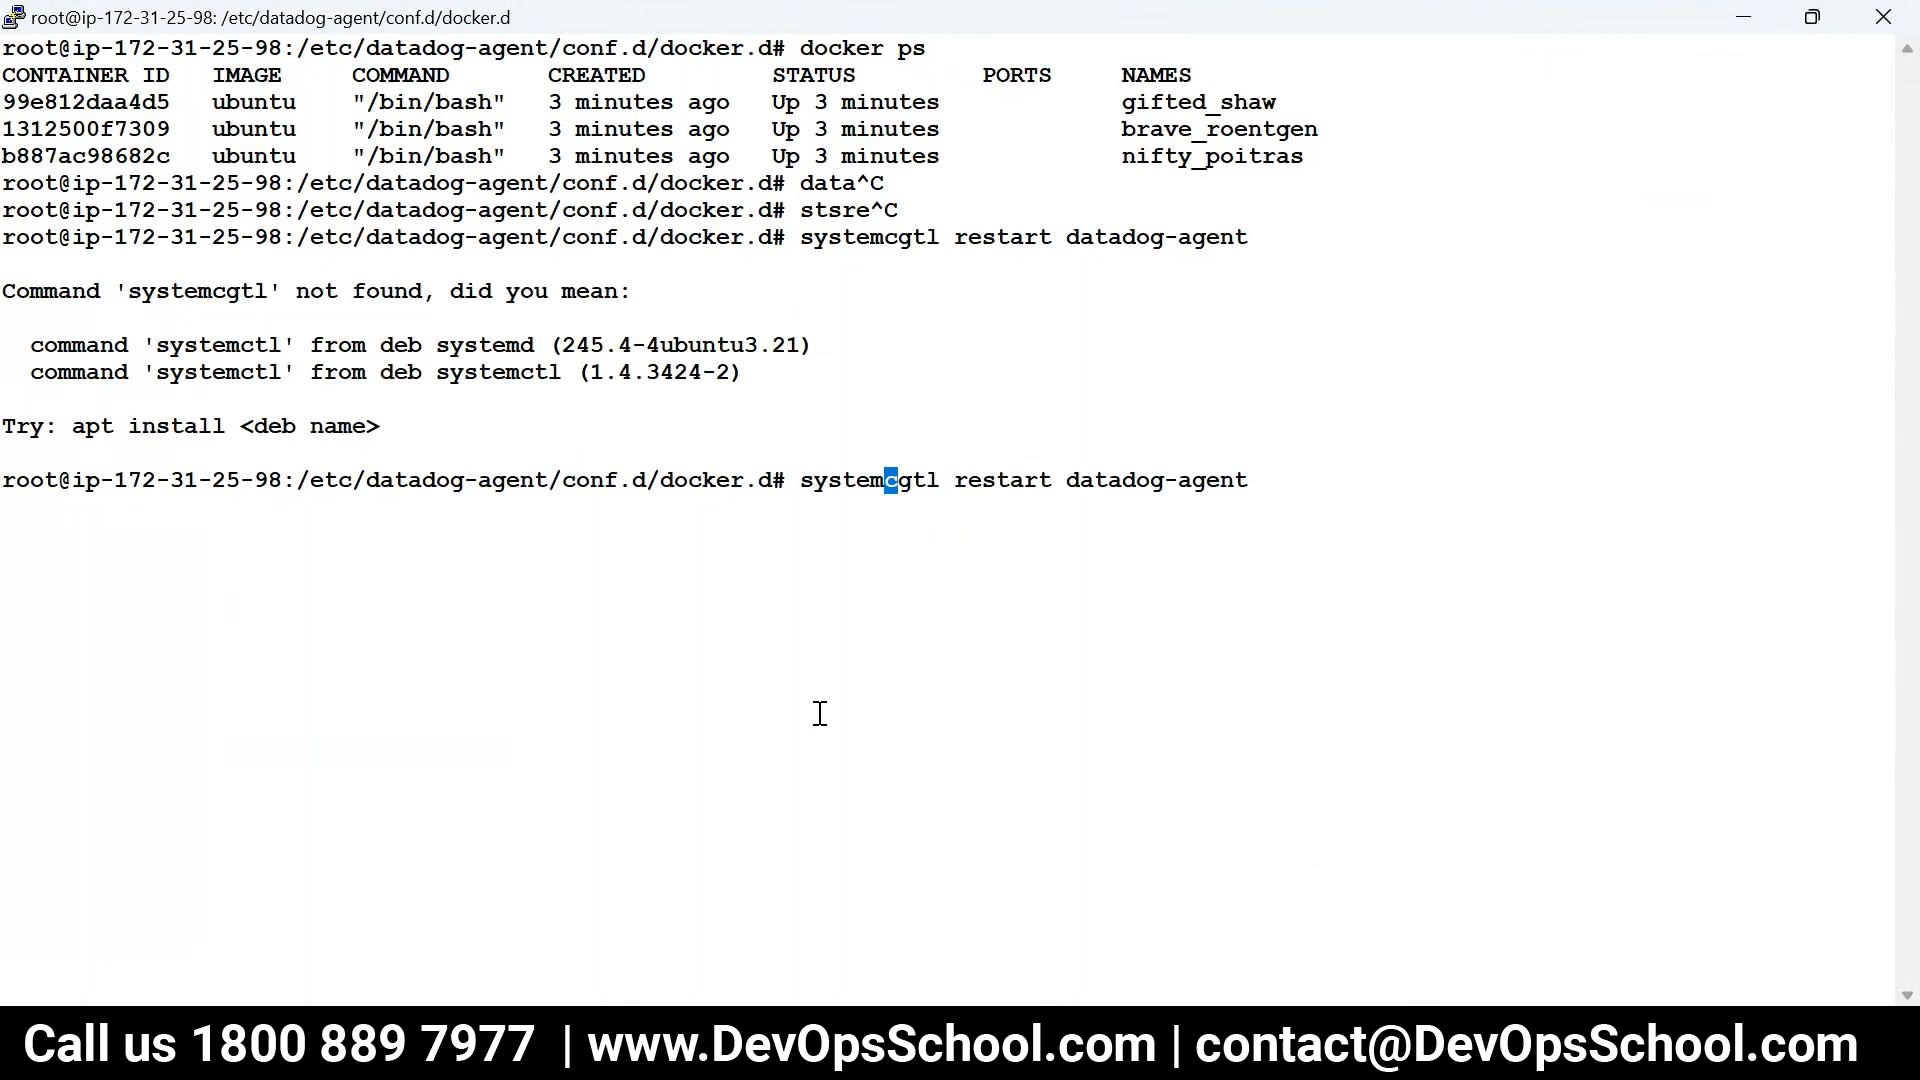 root@ip-172-31-25-98: /etc/datadog-agent/conf.d/docker.d
root@ip-172-31-25-98:/etc/datadog-agent/conf.d/docker.d# docker ps
CONTAINER ID   IMAGE     COMMAND       CREATED         STATUS         PORTS     NAMES
99e812daa4d5   ubuntu    "/bin/bash"   3 minutes ago   Up 3 minutes             gifted_shaw
1312500f7309   ubuntu    "/bin/bash"   3 minutes ago   Up 3 minutes             brave_roentgen
b887ac98682c   ubuntu    "/bin/bash"   3 minutes ago   Up 3 minutes             nifty_poitras
root@ip-172-31-25-98:/etc/datadog-agent/conf.d/docker.d# data^C
root@ip-172-31-25-98:/etc/datadog-agent/conf.d/docker.d# stsre^C
root@ip-172-31-25-98:/etc/datadog-agent/conf.d/docker.d# systemcgtl restart datadog-agent
Command 'systemcgtl' not found, did you mean:
  command 'systemctl' from deb systemd (245.4-4ubuntu3.21)
  command 'systemctl' from deb systemctl (1.4.3424-2)
Try: apt install <deb name>
root@ip-172-31-25-98:/etc/datadog-agent/conf.d/docker.d# systemcgtl restart datadog-agent
Call us 1800 889 7977 | www.DevOpsSchool.com | contact@DevOpsSchool.com